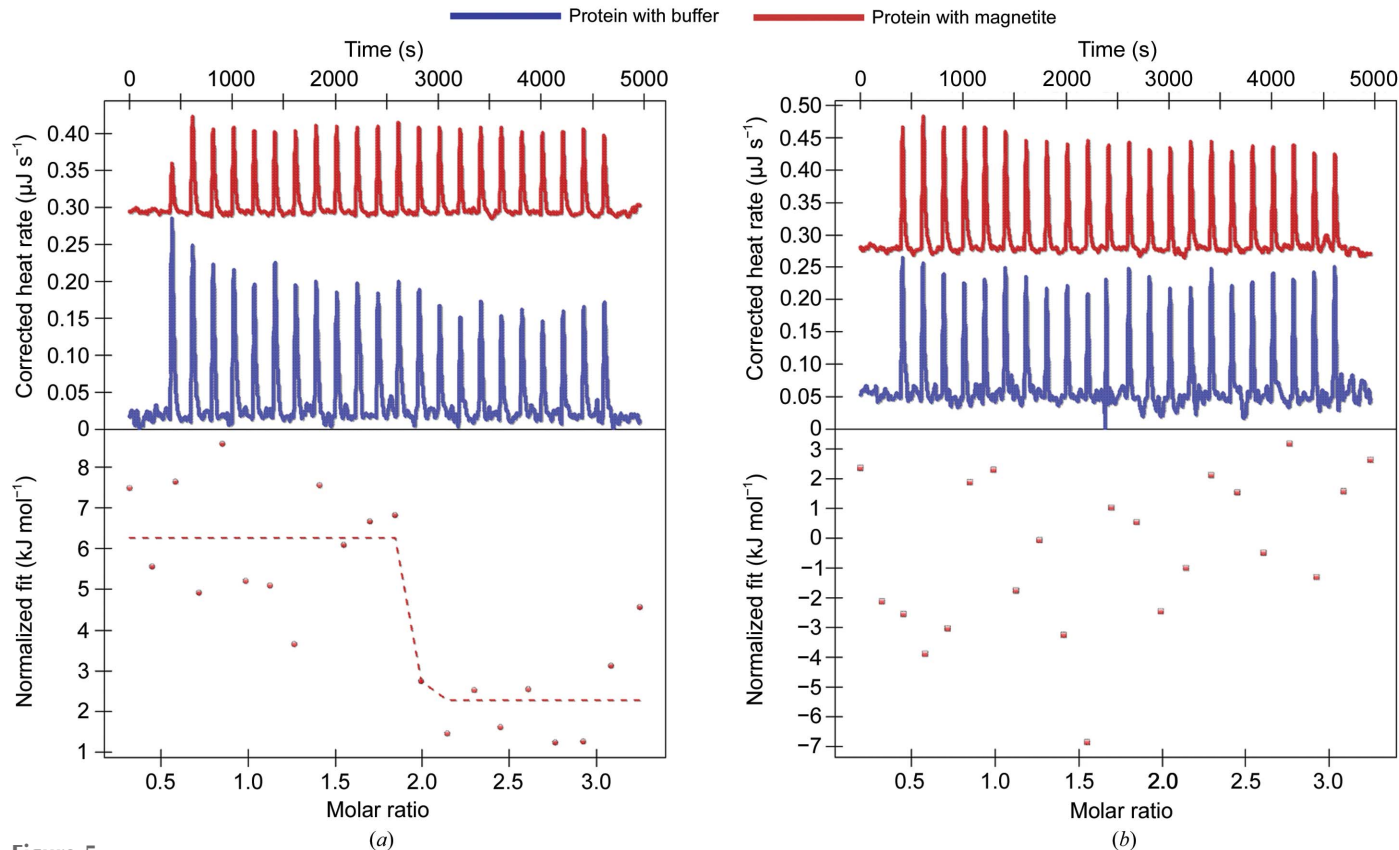 Protein with buffer
Protein with magnetite
Time (s)
0 1000 2000 3000 4000 5000
Corrected heat rate (µJ s⁻¹)
0.40
0.35
0.30
0.25
0.20
0.15
0.10
0.05
0
Normalized fit (kJ mol⁻¹)
8
7
6
5
4
3
2
1
0.5 1.0 1.5 2.0 2.5 3.0
Molar ratio
(a)
Time (s)
0 1000 2000 3000 4000 5000
Corrected heat rate (µJ s⁻¹)
0.50
0.45
0.40
0.35
0.30
0.25
0.20
0.15
0.10
0.05
0
Normalized fit (kJ mol⁻¹)
3
2
1
0
−1
−2
−3
−4
−5
−6
−7
0.5 1.0 1.5 2.0 2.5 3.0
Molar ratio
(b)